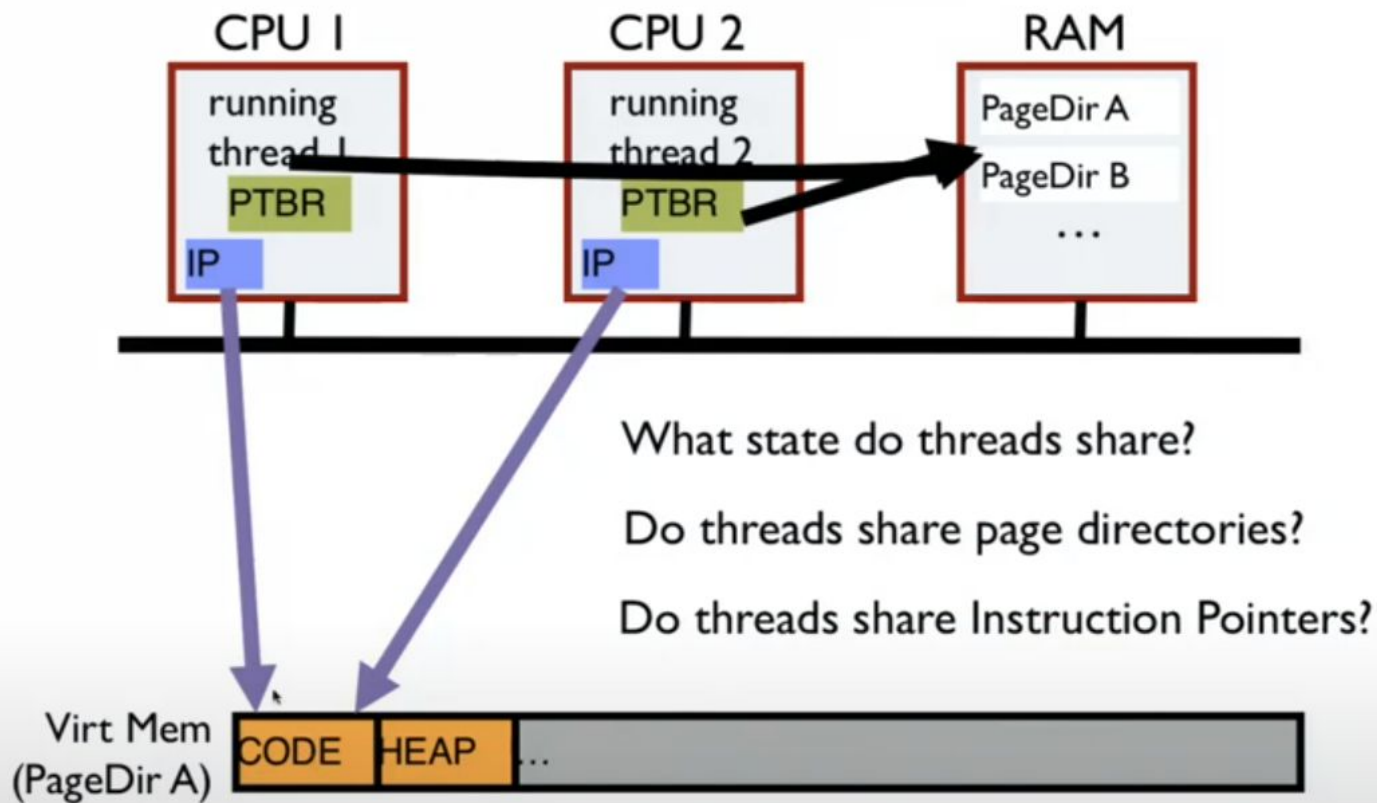 CPU 1
CPU 2
RAM
running
thread 1
PTBR
IP
running
thread 2
PTBR
IP
PageDir A
PageDir B
...
What state do threads share?
Do threads share page directories?
Do threads share Instruction Pointers?
Virt Mem
(PageDir A)
CODE
HEAP
...